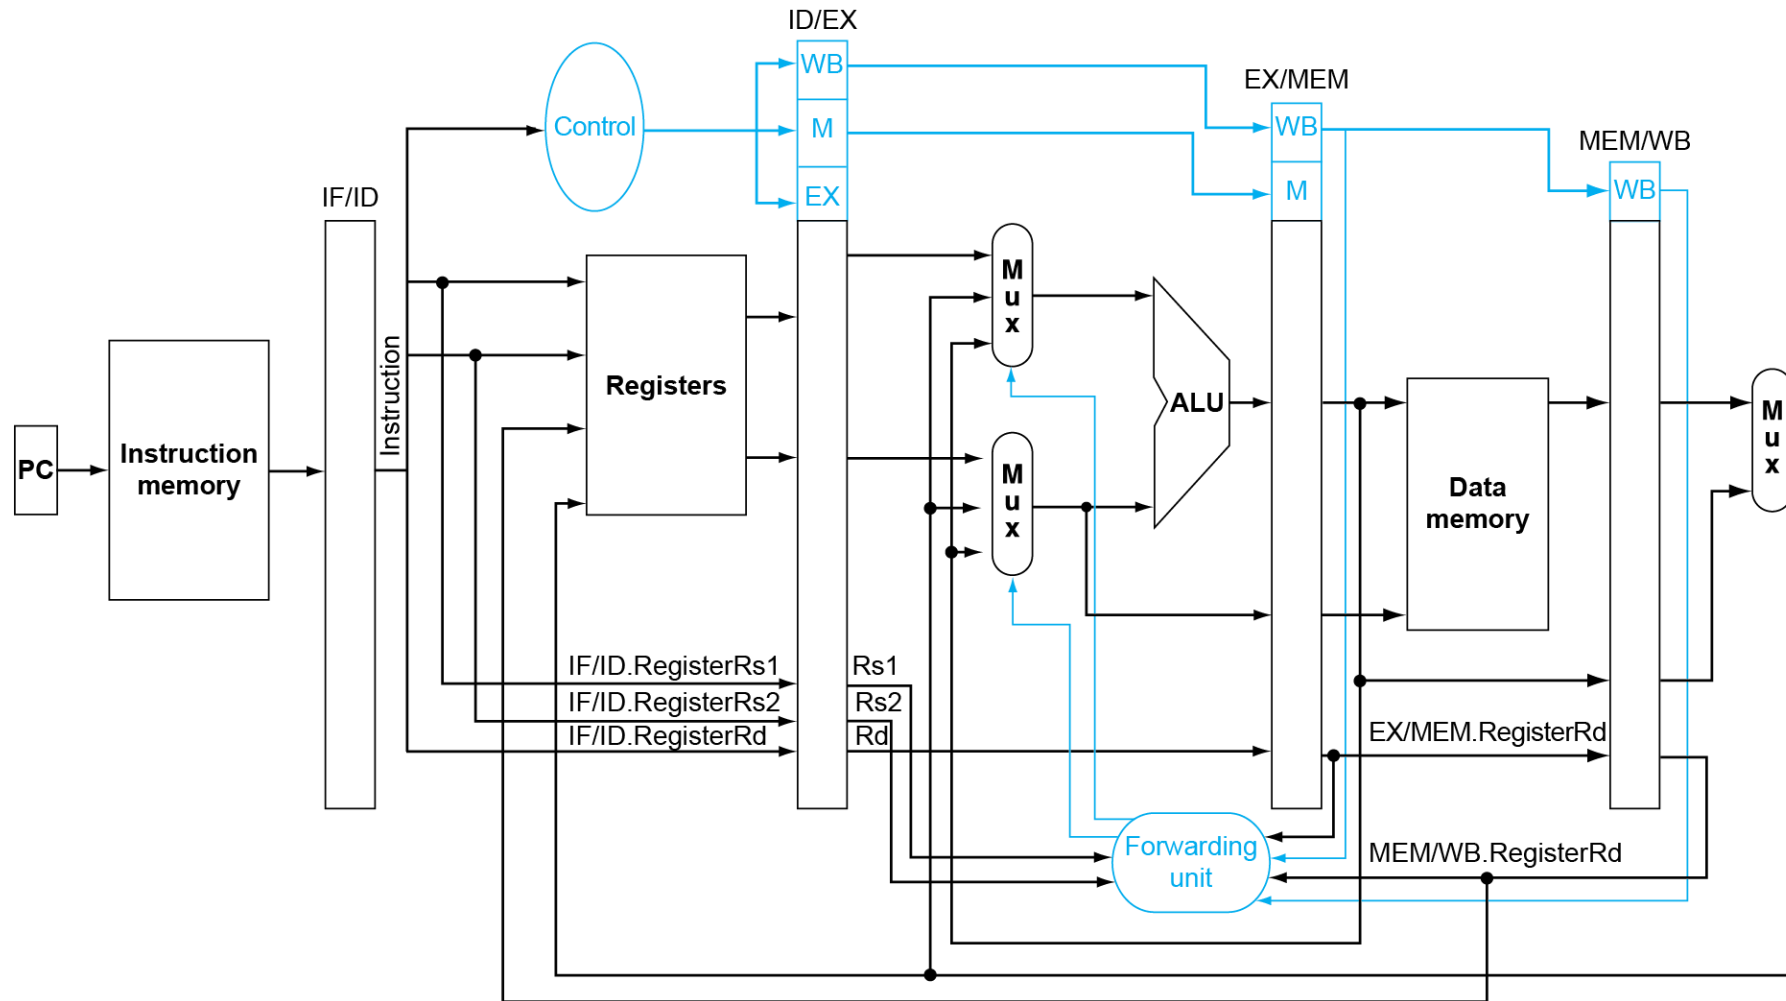 ID/EX
WB
EX/MEM
Control
M
WB
MEM/WB
IF/ID
EX
M
WB
M
u
x
Instruction
Registers
ALU
M
u
x
PC
Instruction
memory
M
u
x
Data
memory
IF/ID.RegisterRs1
Rs1
IF/ID.RegisterRs2
Rs2
IF/ID.RegisterRd
Rd
EX/MEM.RegisterRd
Forwarding
unit
MEM/WB.RegisterRd